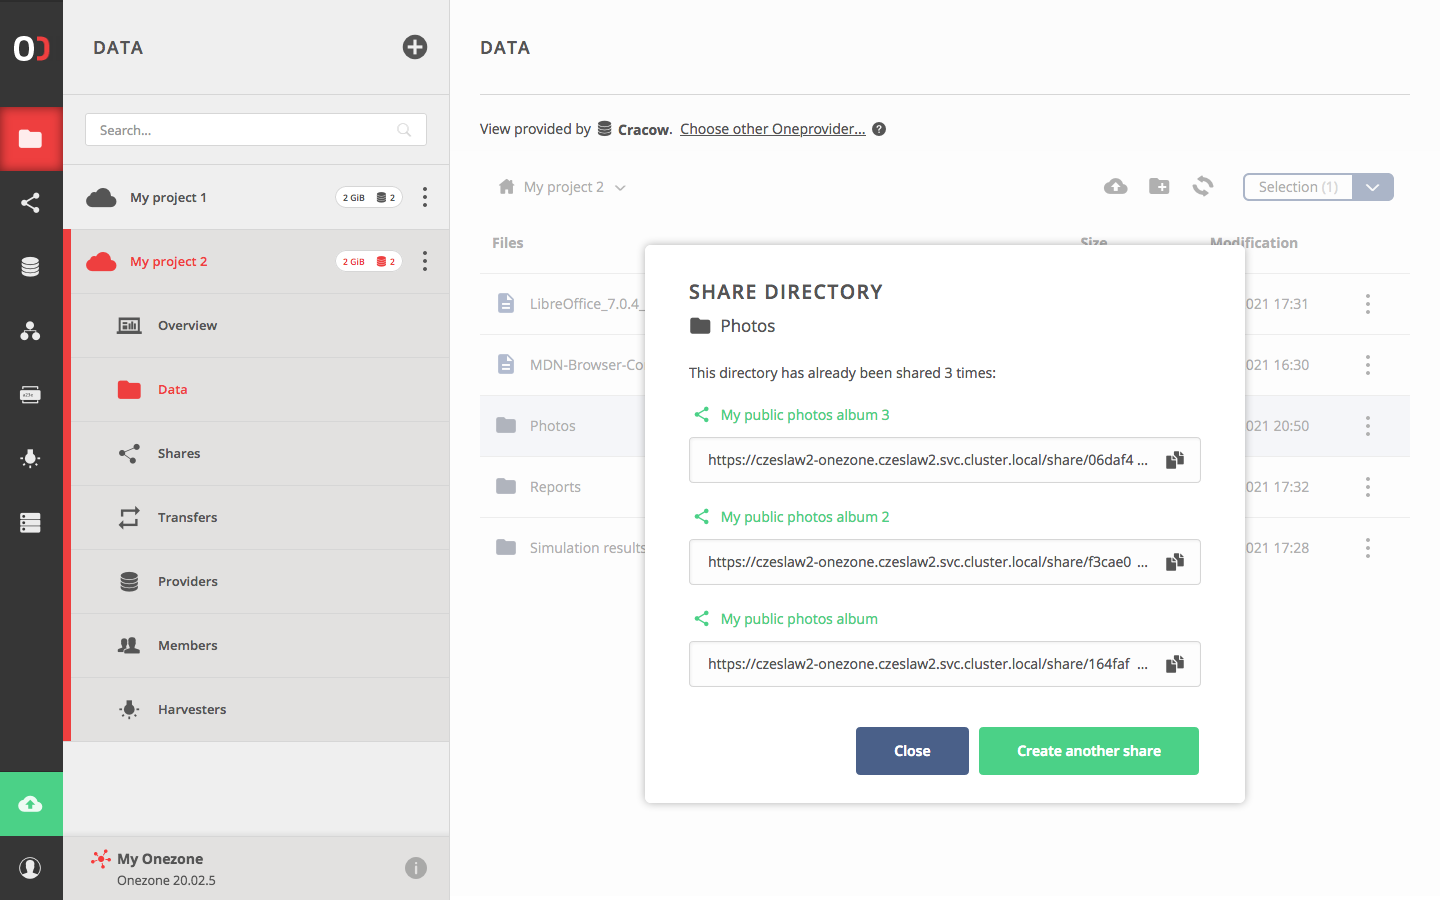 DATA
Search...
My project 1
2 GiB 2
My project 2
2 GiB 2
Overview
Data
Shares
Transfers
Providers
Members
Harvesters
My Onezone
Onezone 20.02.5
DATA
View provided by Cracow. Choose other Oneprovider... ?
My project 2
Selection (1)
Files Size Modification
LibreOffice_7.0.4_ 021 17:31
MDN-Browser-Co 021 16:30
Photos 021 20:50
Reports 021 17:32
Simulation results 021 17:28
SHARE DIRECTORY
Photos
This directory has already been shared 3 times:
My public photos album 3
https://czeslaw2-onezone.czeslaw2.svc.cluster.local/share/06daf4 ...
My public photos album 2
https://czeslaw2-onezone.czeslaw2.svc.cluster.local/share/f3cae0 ...
My public photos album
https://czeslaw2-onezone.czeslaw2.svc.cluster.local/share/164faf ...
Close
Create another share